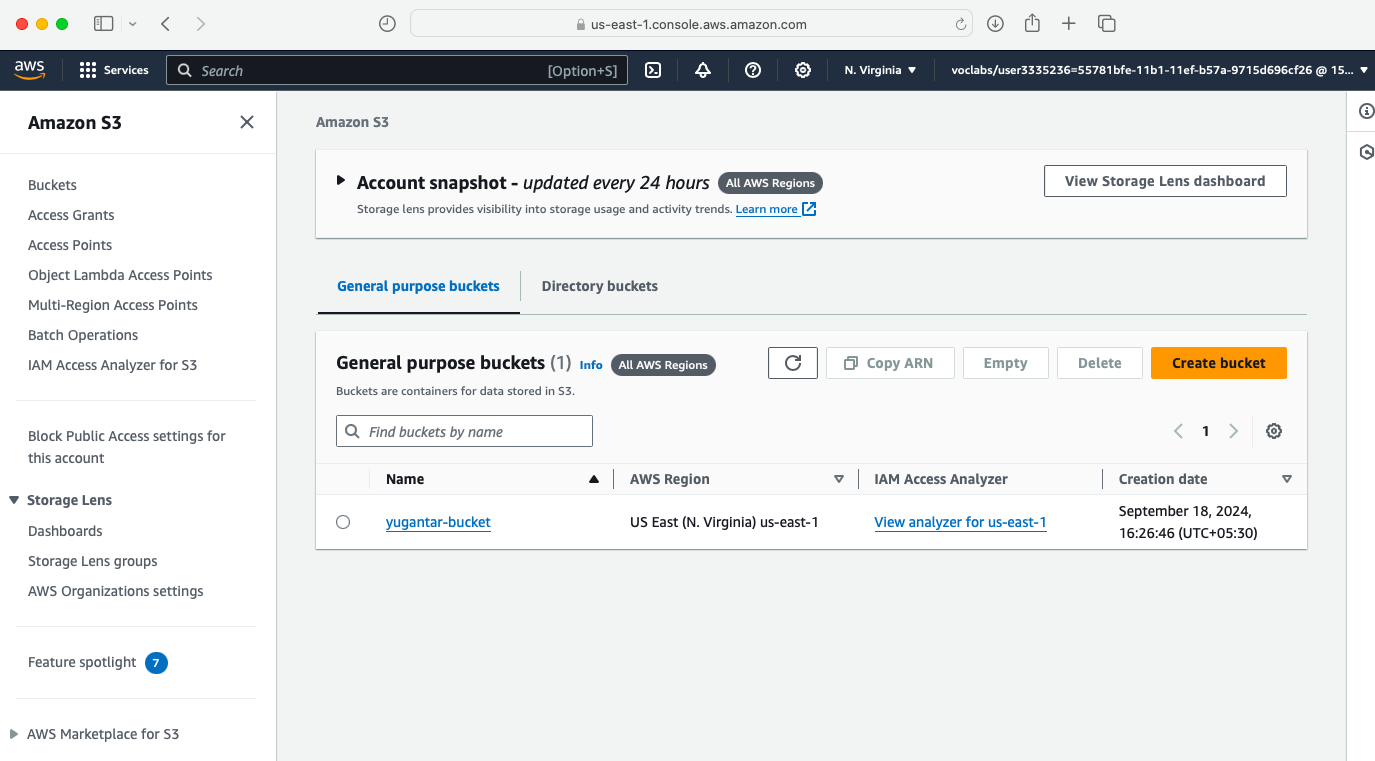 us-east-1.console.aws.amazon.com
aws
Services
Search
[Option+S]
N. Virginia
voclabs/user3335236=55781bfe-11b1-11ef-b57a-9715d696cf26 @ 15...
Amazon S3
Buckets
Access Grants
Access Points
Object Lambda Access Points
Multi-Region Access Points
Batch Operations
IAM Access Analyzer for S3
Block Public Access settings for
this account
Storage Lens
Dashboards
Storage Lens groups
AWS Organizations settings
Feature spotlight 7
AWS Marketplace for S3
Amazon S3
Account snapshot - updated every 24 hours All AWS Regions
Storage lens provides visibility into storage usage and activity trends. Learn more
View Storage Lens dashboard
General purpose buckets
Directory buckets
General purpose buckets (1) Info All AWS Regions
Buckets are containers for data stored in S3.
Copy ARN
Empty
Delete
Create bucket
Find buckets by name
1
Name
AWS Region
IAM Access Analyzer
Creation date
yugantar-bucket
US East (N. Virginia) us-east-1
View analyzer for us-east-1
September 18, 2024,
16:26:46 (UTC+05:30)